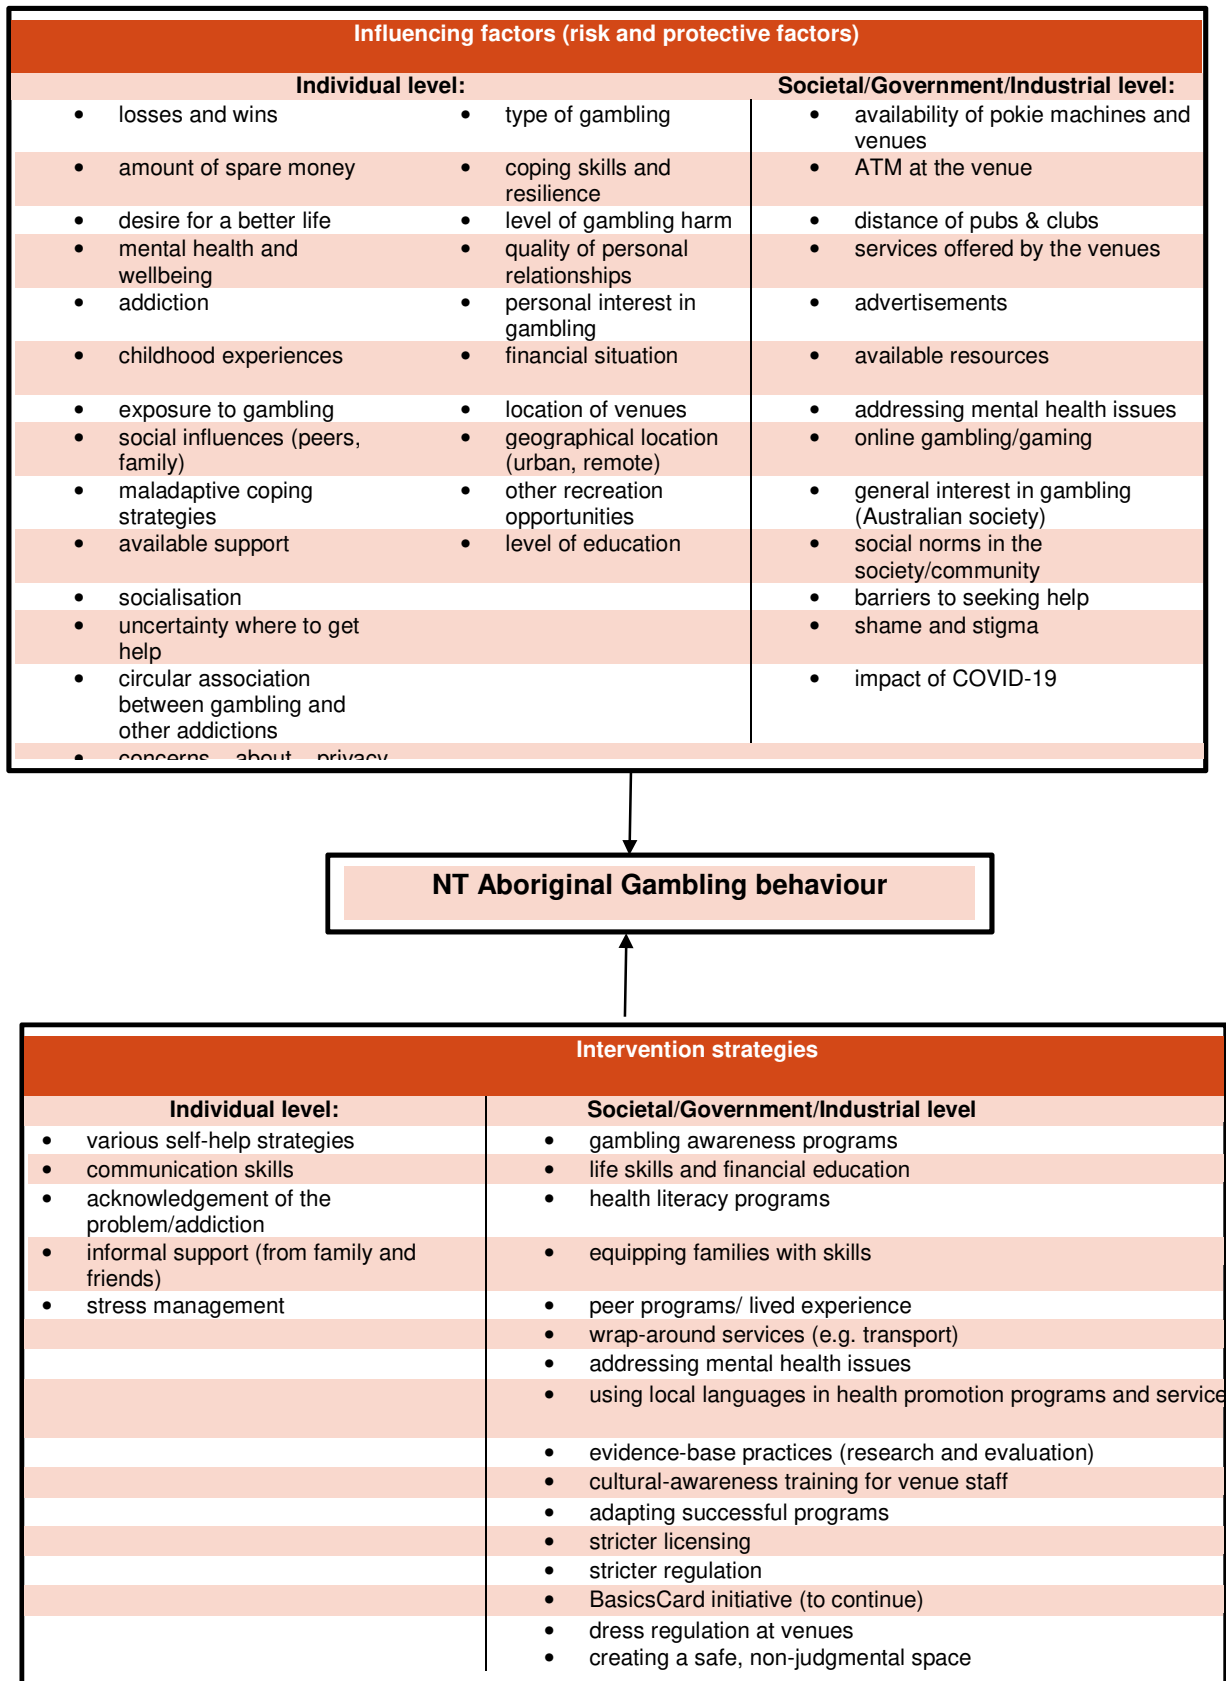 Influencing factors (risk and protective factors)
Individual level:
Societal/Government/Industrial level:
• losses and wins
• type of gambling
• availability of pokie machines and
venues
• amount of spare money
• coping skills and
resilience
• ATM at the venue
• desire for a better life
• level of gambling harm
• distance of pubs & clubs
• mental health and
wellbeing
• quality of personal
relationships
• services offered by the venues
• addiction
• personal interest in
gambling
• advertisements
• childhood experiences
• financial situation
• available resources
• exposure to gambling
• location of venues
• addressing mental health issues
• social influences (peers,
family)
• geographical location
(urban, remote)
• online gambling/gaming
• maladaptive coping
strategies
• other recreation
opportunities
• general interest in gambling
(Australian society)
• available support
• level of education
• social norms in the
society/community
• socialisation
• barriers to seeking help
• uncertainty where to get
help
• shame and stigma
• circular association
between gambling and
other addictions
• impact of COVID-19
• concerns about privacy
NT Aboriginal Gambling behaviour
Intervention strategies
Individual level:
Societal/Government/Industrial level
• various self-help strategies
• gambling awareness programs
• communication skills
• life skills and financial education
• acknowledgement of the
problem/addiction
• health literacy programs
• informal support (from family and
friends)
• equipping families with skills
• stress management
• peer programs/ lived experience
• wrap-around services (e.g. transport)
• addressing mental health issues
• using local languages in health promotion programs and service
• evidence-base practices (research and evaluation)
• cultural-awareness training for venue staff
• adapting successful programs
• stricter licensing
• stricter regulation
• BasicsCard initiative (to continue)
• dress regulation at venues
• creating a safe, non-judgmental space